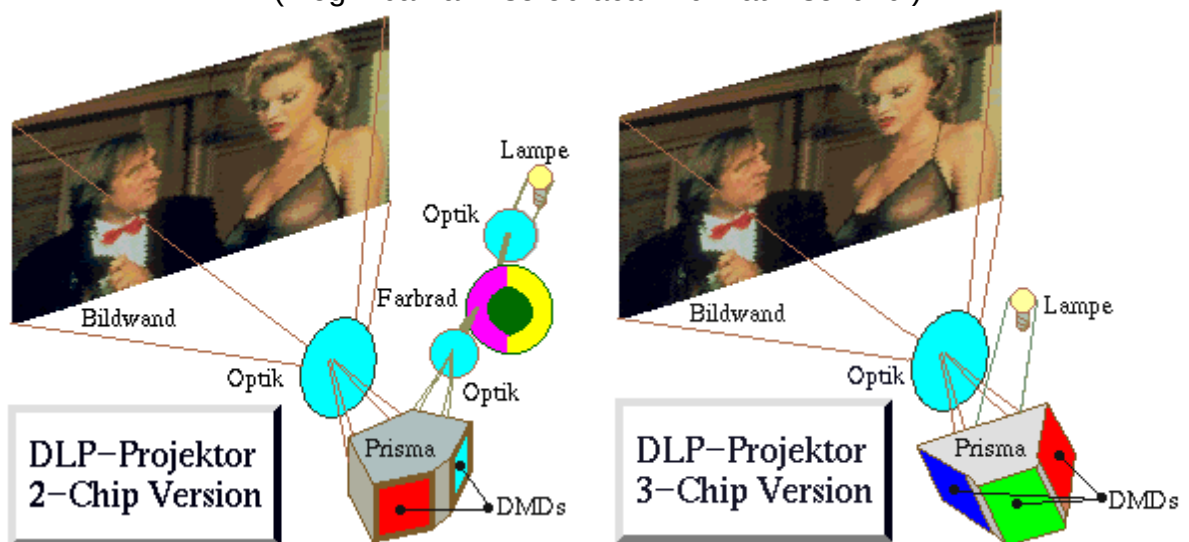 Lampe
Optik
Farbrad
Bildwand
Optik
Optik
Prisma
DMDs
DLP-Projektor
2-Chip Version
Lampe
Bildwand
Optik
Prisma
DMDs
DLP-Projektor
3-Chip Version